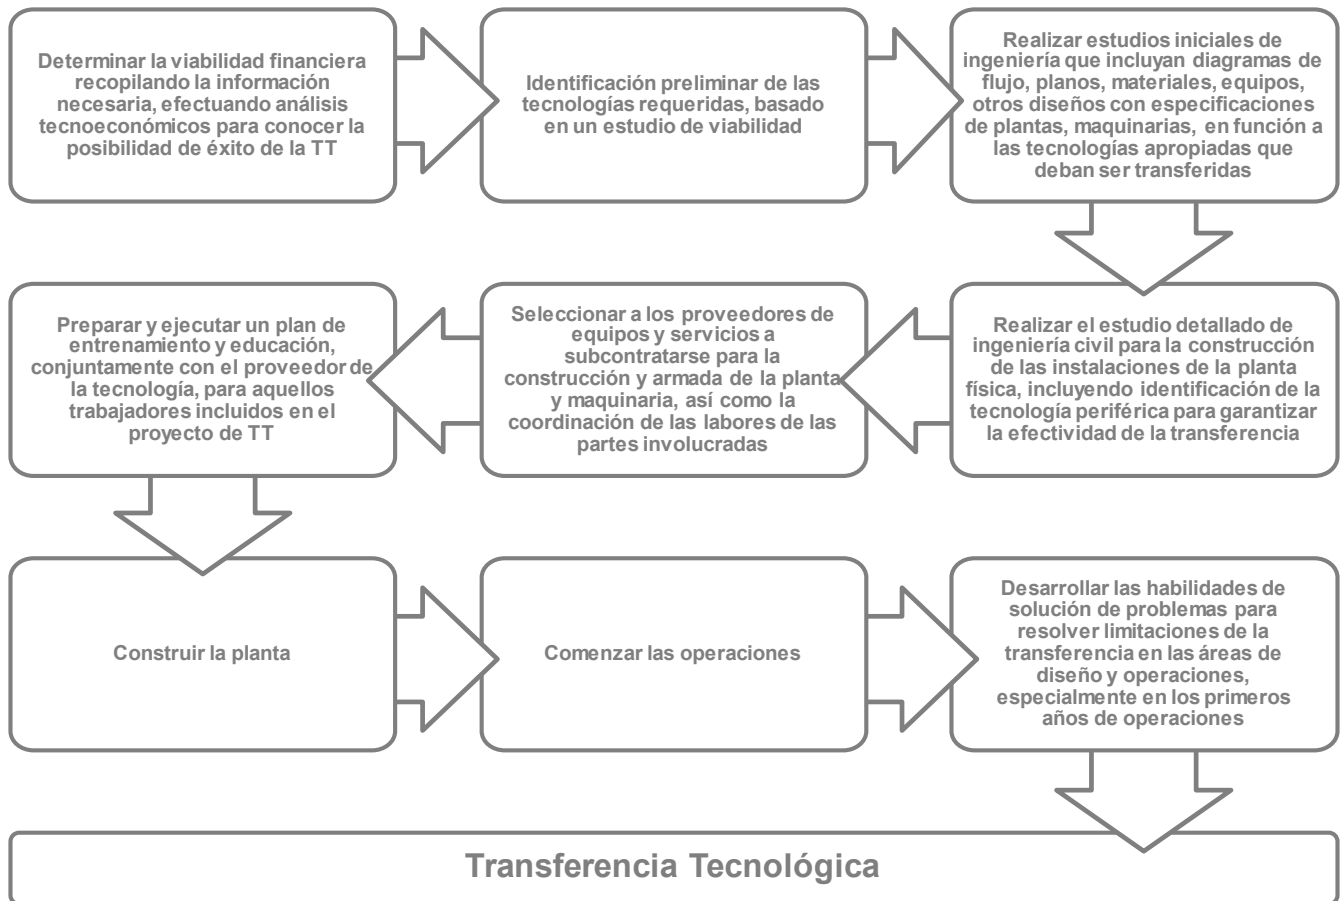 Determinar la viabilidad financiera
recopilando la información
necesaria, efectuando análisis
tecnoeconómicos para conocer la
posibilidad de éxito de la TT
Identificación preliminar de las
tecnologías requeridas, basado
en un estudio de viabilidad
Realizar estudios iniciales de
ingeniería que incluyan diagramas de
flujo, planos, materiales, equipos,
otros diseños con especificaciones
de plantas, maquinarias, en función a
las tecnologías apropiadas que
deban ser transferidas
Realizar el estudio detallado de
ingeniería civil para la construcción
de las instalaciones de la planta
física, incluyendo identificación de la
tecnología periférica para garantizar
la efectividad de la transferencia
Seleccionar a los proveedores de
equipos y servicios a
subcontratarse para la
construcción y armada de la planta
y maquinaria, así como la
coordinación de las labores de las
partes involucradas
Preparar y ejecutar un plan de
entrenamiento y educación,
conjuntamente con el proveedor de
la tecnología, para aquellos
trabajadores incluidos en el
proyecto de TT
Construir la planta
Comenzar las operaciones
Desarrollar las habilidades de
solución de problemas para
resolver limitaciones de la
transferencia en las áreas de
diseño y operaciones,
especialmente en los primeros
años de operaciones
Transferencia Tecnológica